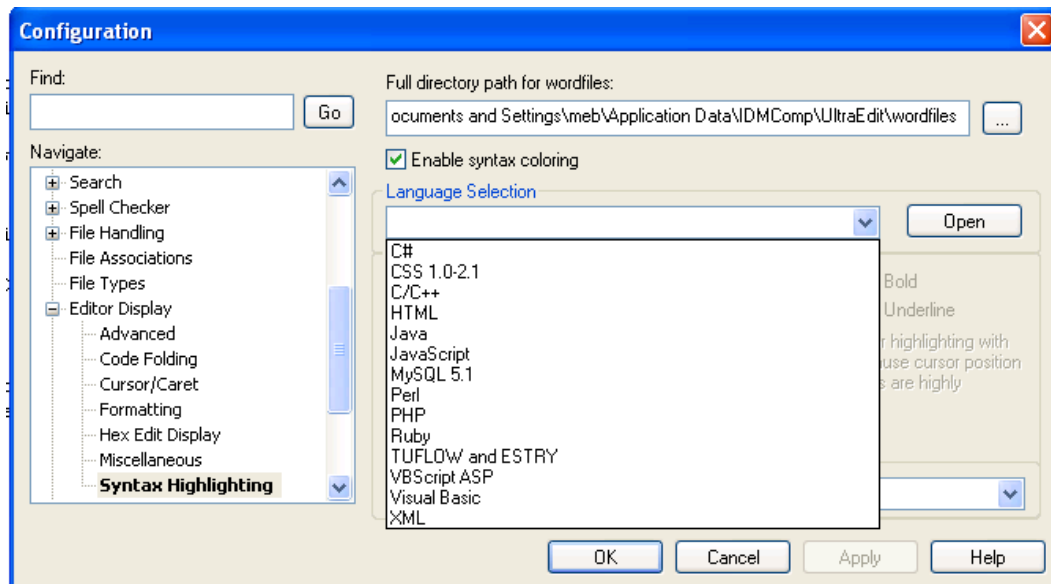 Configuration
Find:
Go
Navigate:
Search
Spell Checker
File Handling
File Associations
File Types
Editor Display
Advanced
Code Folding
Cursor/Caret
Formatting
Hex Edit Display
Miscellaneous
Syntax Highlighting
Full directory path for wordfiles:
ocuments and Settings\meb\Application Data\IDMComp\UltraEdit\wordfiles
...
Enable syntax coloring
Language Selection
Open
C#
CSS 1.0-2.1
C/C++
HTML
Java
JavaScript
MySQL 5.1
Perl
PHP
Ruby
TUFLOW and ESTRY
VBScript ASP
Visual Basic
XML
Bold
Underline
r highlighting with
use cursor position
s are highly
OK
Cancel
Apply
Help